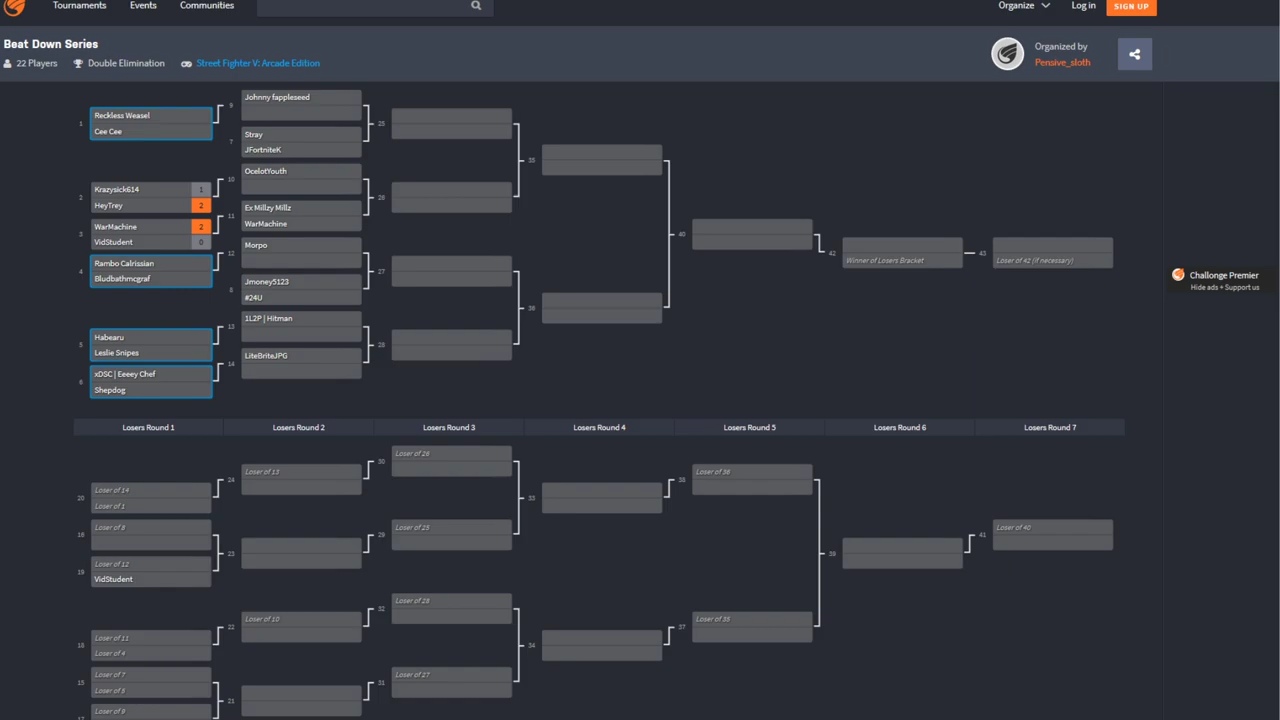 Tournaments Events Communities Organize Log in SIGN UP
Beat Down Series
22 Players Double Elimination Street Fighter V: Arcade Edition
Organized by
Pensive_sloth
1 Reckless Weasel
Cee Cee
2 Krazysick614 1
HeyTrey 2
3 WarMachine 2
VidStudent 0
4 Rambo Calrissian
Bludbathmcgraf
5 Habearu
Leslie Snipes
6 xDSC | Eeeey Chef
Shepdog
9 Johnny fappleseed
7 Stray
JFortniteK
10 OcelotYouth
11 Ex Millzy Millz
WarMachine
12 Morpo
8 Jmoney5123
#24U
13 1L2P | Hitman
14 LiteBriteJPG
25
26
27
28
35
36
40
42 Winner of Losers Bracket
43 Loser of 42 (if necessary)
Challonge Premier
Hide ads + Support us
Losers Round 1 Losers Round 2 Losers Round 3 Losers Round 4 Losers Round 5 Losers Round 6 Losers Round 7
20 Loser of 14
Loser of 1
18 Loser of 8
19 Loser of 12
VidStudent
Loser of 11
Loser of 4
15 Loser of 7
Loser of 9
24 Loser of 13
23
22 Loser of 10
21
30 Loser of 26
29 Loser of 25
32 Loser of 28
31 Loser of 27
33
34
38 Loser of 36
37 Loser of 35
39
41 Loser of 40